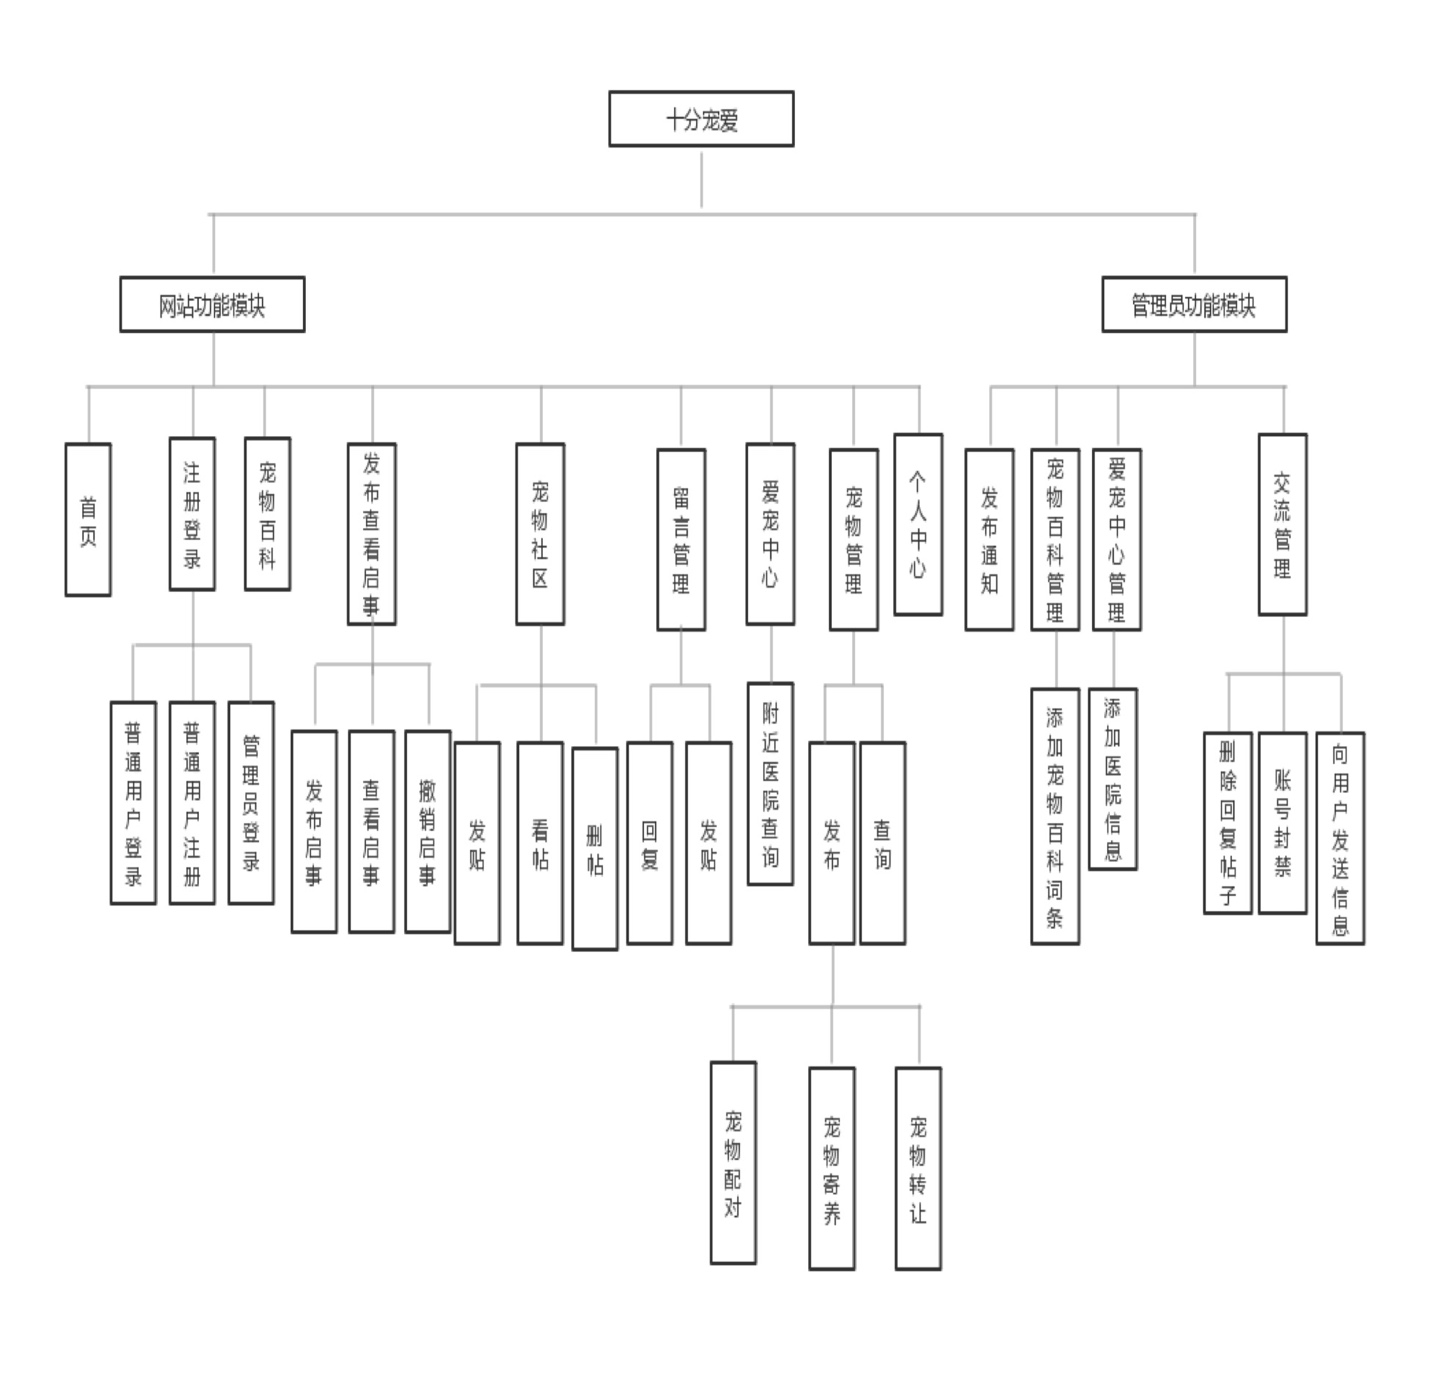 十分宠爱
网站功能模块
管理员功能模块
首页
注册登录
宠物百科
发布查看启事
宠物社区
留言管理
爱宠中心
宠物管理
个人中心
发布通知
宠物百科管理
爱宠中心管理
交流管理
普通用户登录
普通用户注册
管理员登录
发布启事
查看启事
撤销启事
发贴
看帖
删帖
回复
发贴
附近医院查询
发布
查询
添加宠物百科词条
添加医院信息
删除回复帖子
账号封禁
向用户发送信息
宠物配对
宠物寄养
宠物转让